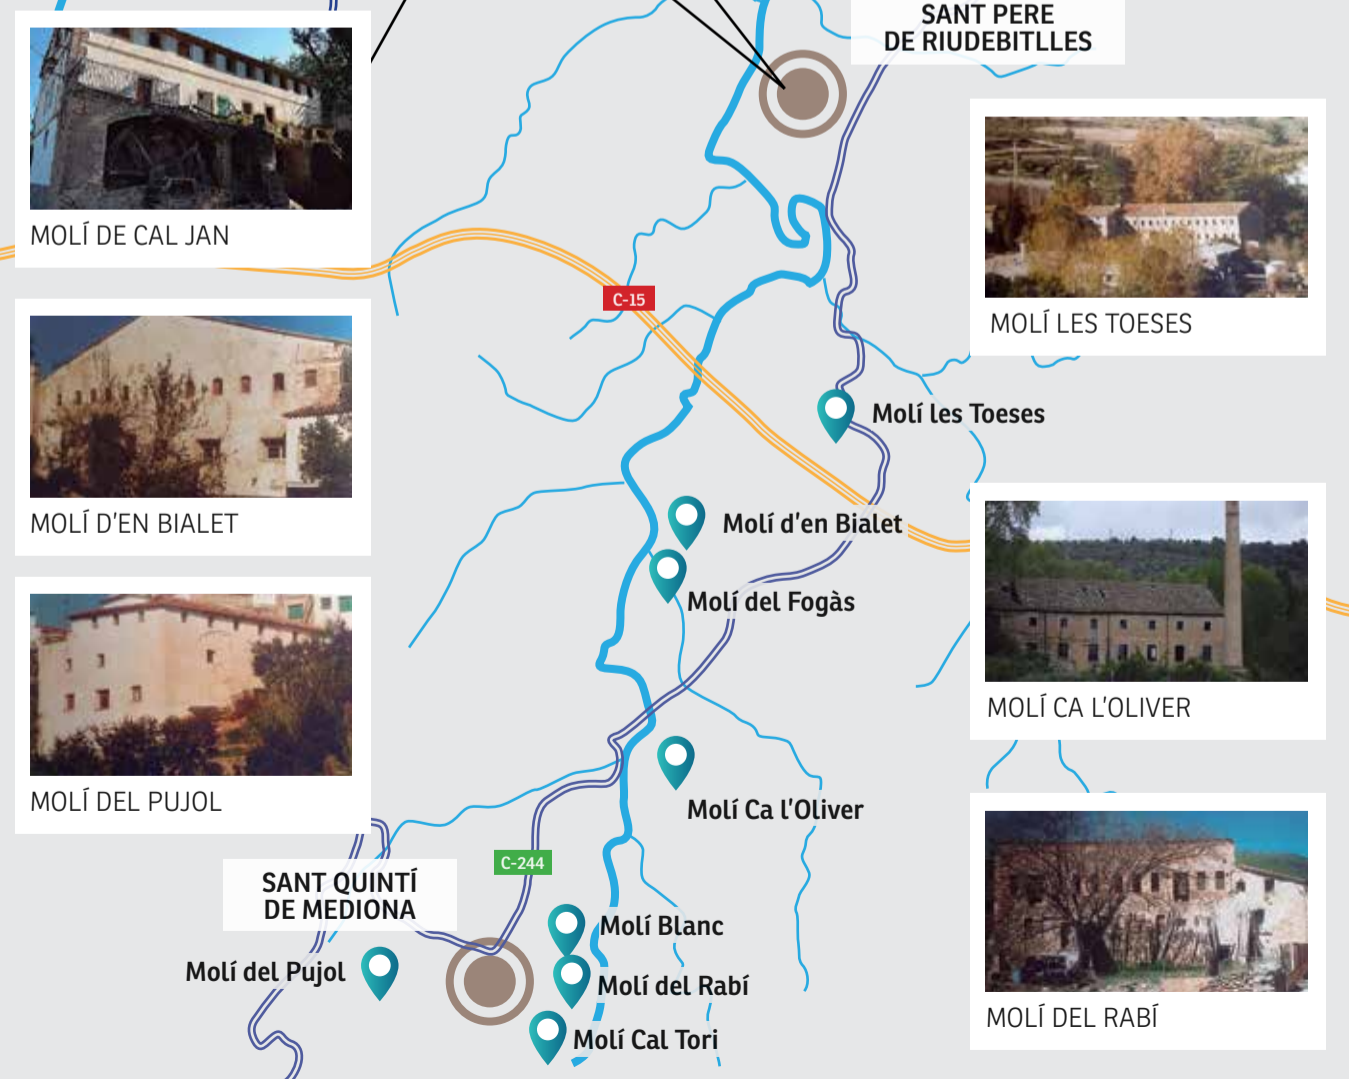 SANT PERE
DE RIUDEBITLLES
MOLÍ DE CAL JAN
C-15
MOLÍ LES TOESES
Molí les Toeses
MOLÍ D'EN BIALET
Molí d'en Bialet
Molí del Fogàs
MOLÍ CA L'OLIVER
MOLÍ DEL PUJOL
Molí Ca l'Oliver
C-244
SANT QUINTÍ
DE MEDIONA
Molí Blanc
Molí del Pujol
Molí del Rabí
MOLÍ DEL RABÍ
Molí Cal Tori